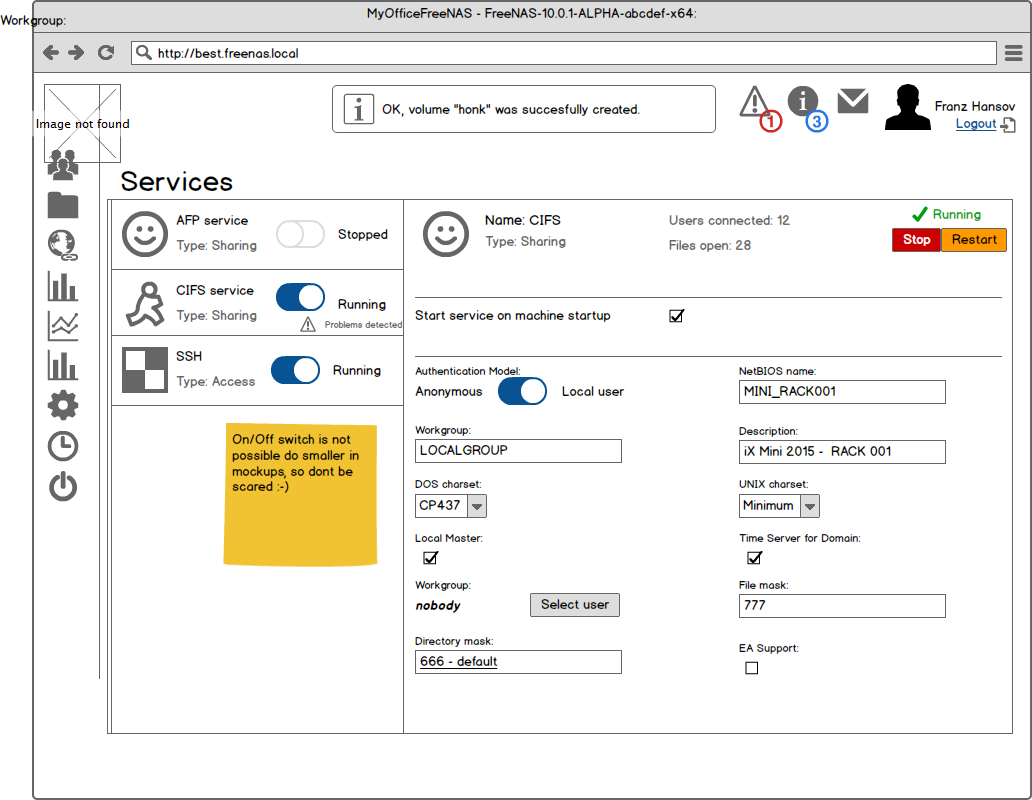 MyOfficeFreeNAS - FreeNAS-10.0.1-ALPHA-abcdef-x64:
Workgroup:
http://best.freenas.local
OK, volume "honk" was succesfully created.
1
3
Franz Hansov
Logout
Image not found
Services
AFP service
Type: Sharing
Stopped
CIFS service
Type: Sharing
Running
Problems detected
SSH
Type: Access
Running
On/Off switch is not
possible do smaller in
mockups, so dont be
scared :-)
Name: CIFS
Type: Sharing
Users connected: 12
Files open: 28
Running
Stop
Restart
Start service on machine startup
Authentication Model:
Anonymous
Local user
NetBIOS name:
MINI_RACK001
Workgroup:
LOCALGROUP
Description:
iX Mini 2015 - RACK 001
DOS charset:
CP437
UNIX charset:
Minimum
Local Master:
Time Server for Domain:
Workgroup:
nobody
Select user
File mask:
777
Directory mask:
666 - default
EA Support: